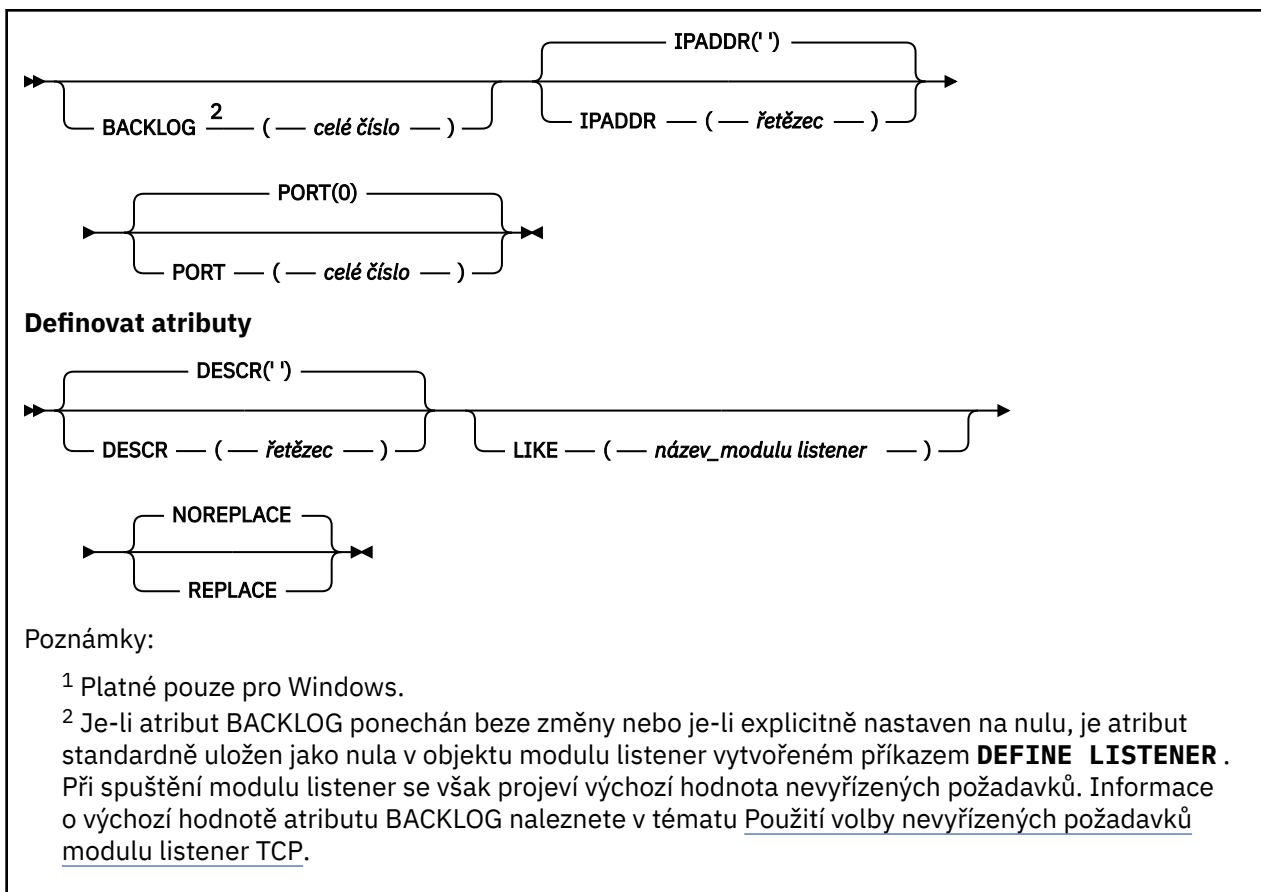 IPADDR(' ')
BACKLOG 2 ( celé číslo ) IPADDR ( řetězec )
PORT(0)
PORT ( celé číslo )
Definovat atributy
DESCR(' ')
DESCR ( řetězec ) LIKE ( název_modulu listener )
NOREPLACE
REPLACE
Poznámky:
1 Platné pouze pro Windows.
2 Je-li atribut BACKLOG ponechán beze změny nebo je-li explicitně nastaven na nulu, je atribut
standardně uložen jako nula v objektu modulu listener vytvořeném příkazem DEFINE LISTENER .
Při spuštění modulu listener se však projeví výchozí hodnota nevyřízených požadavků. Informace
o výchozí hodnotě atributu BACKLOG naleznete v tématu Použití volby nevyřízených požadavků
modulu listener TCP.